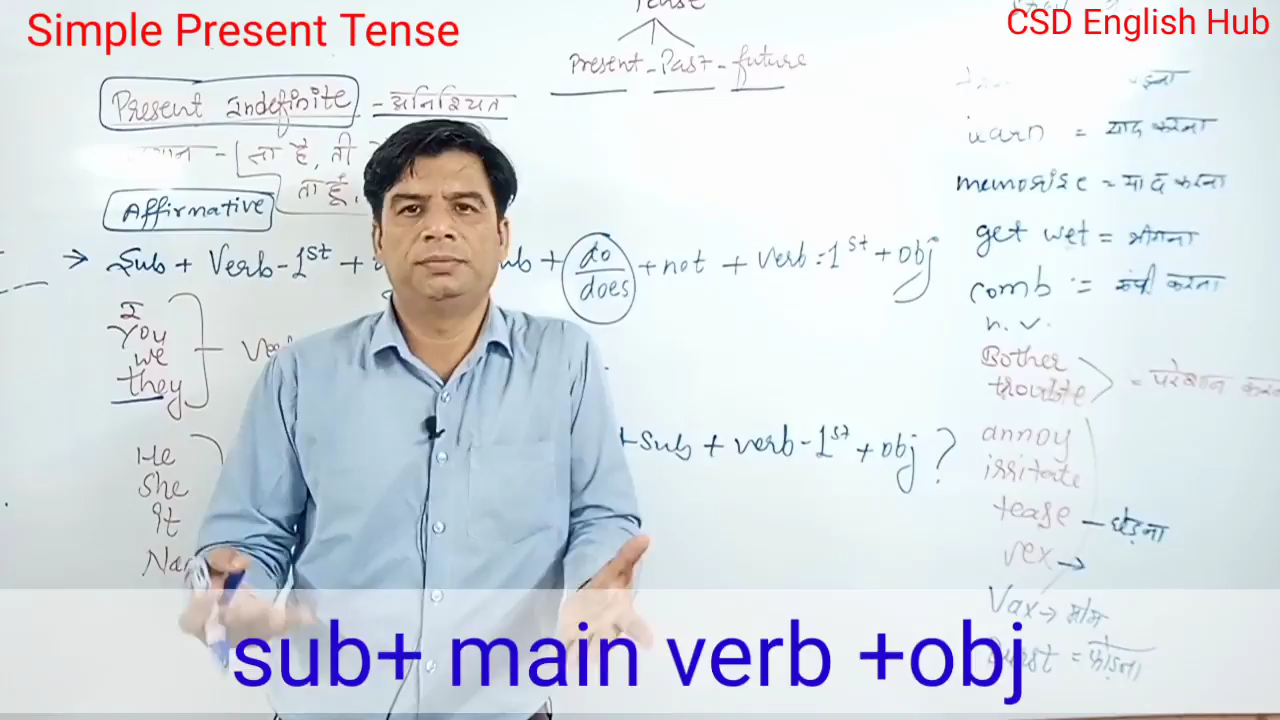 Simple Present Tense
CSD English Hub
Tense
Present - Past - future
Present Indefinite - अनिश्चित
ता है, ती
ता हूँ,
Affirmative
→ Sub + Verb-1st +
+ do/does + not + verb-1st + obj
I
You
we
they
He
She
It
+ Sub + verb-1st + obj ?
= याद करना
memorise = याद करना
get wet = भीगना
comb = कंघी करना
h. v.
Bother
trouble
= परेशान
annoy
irritate
tease - छेड़ना
vex →
Vax → मोम
= फोड़ना
sub+ main verb +obj